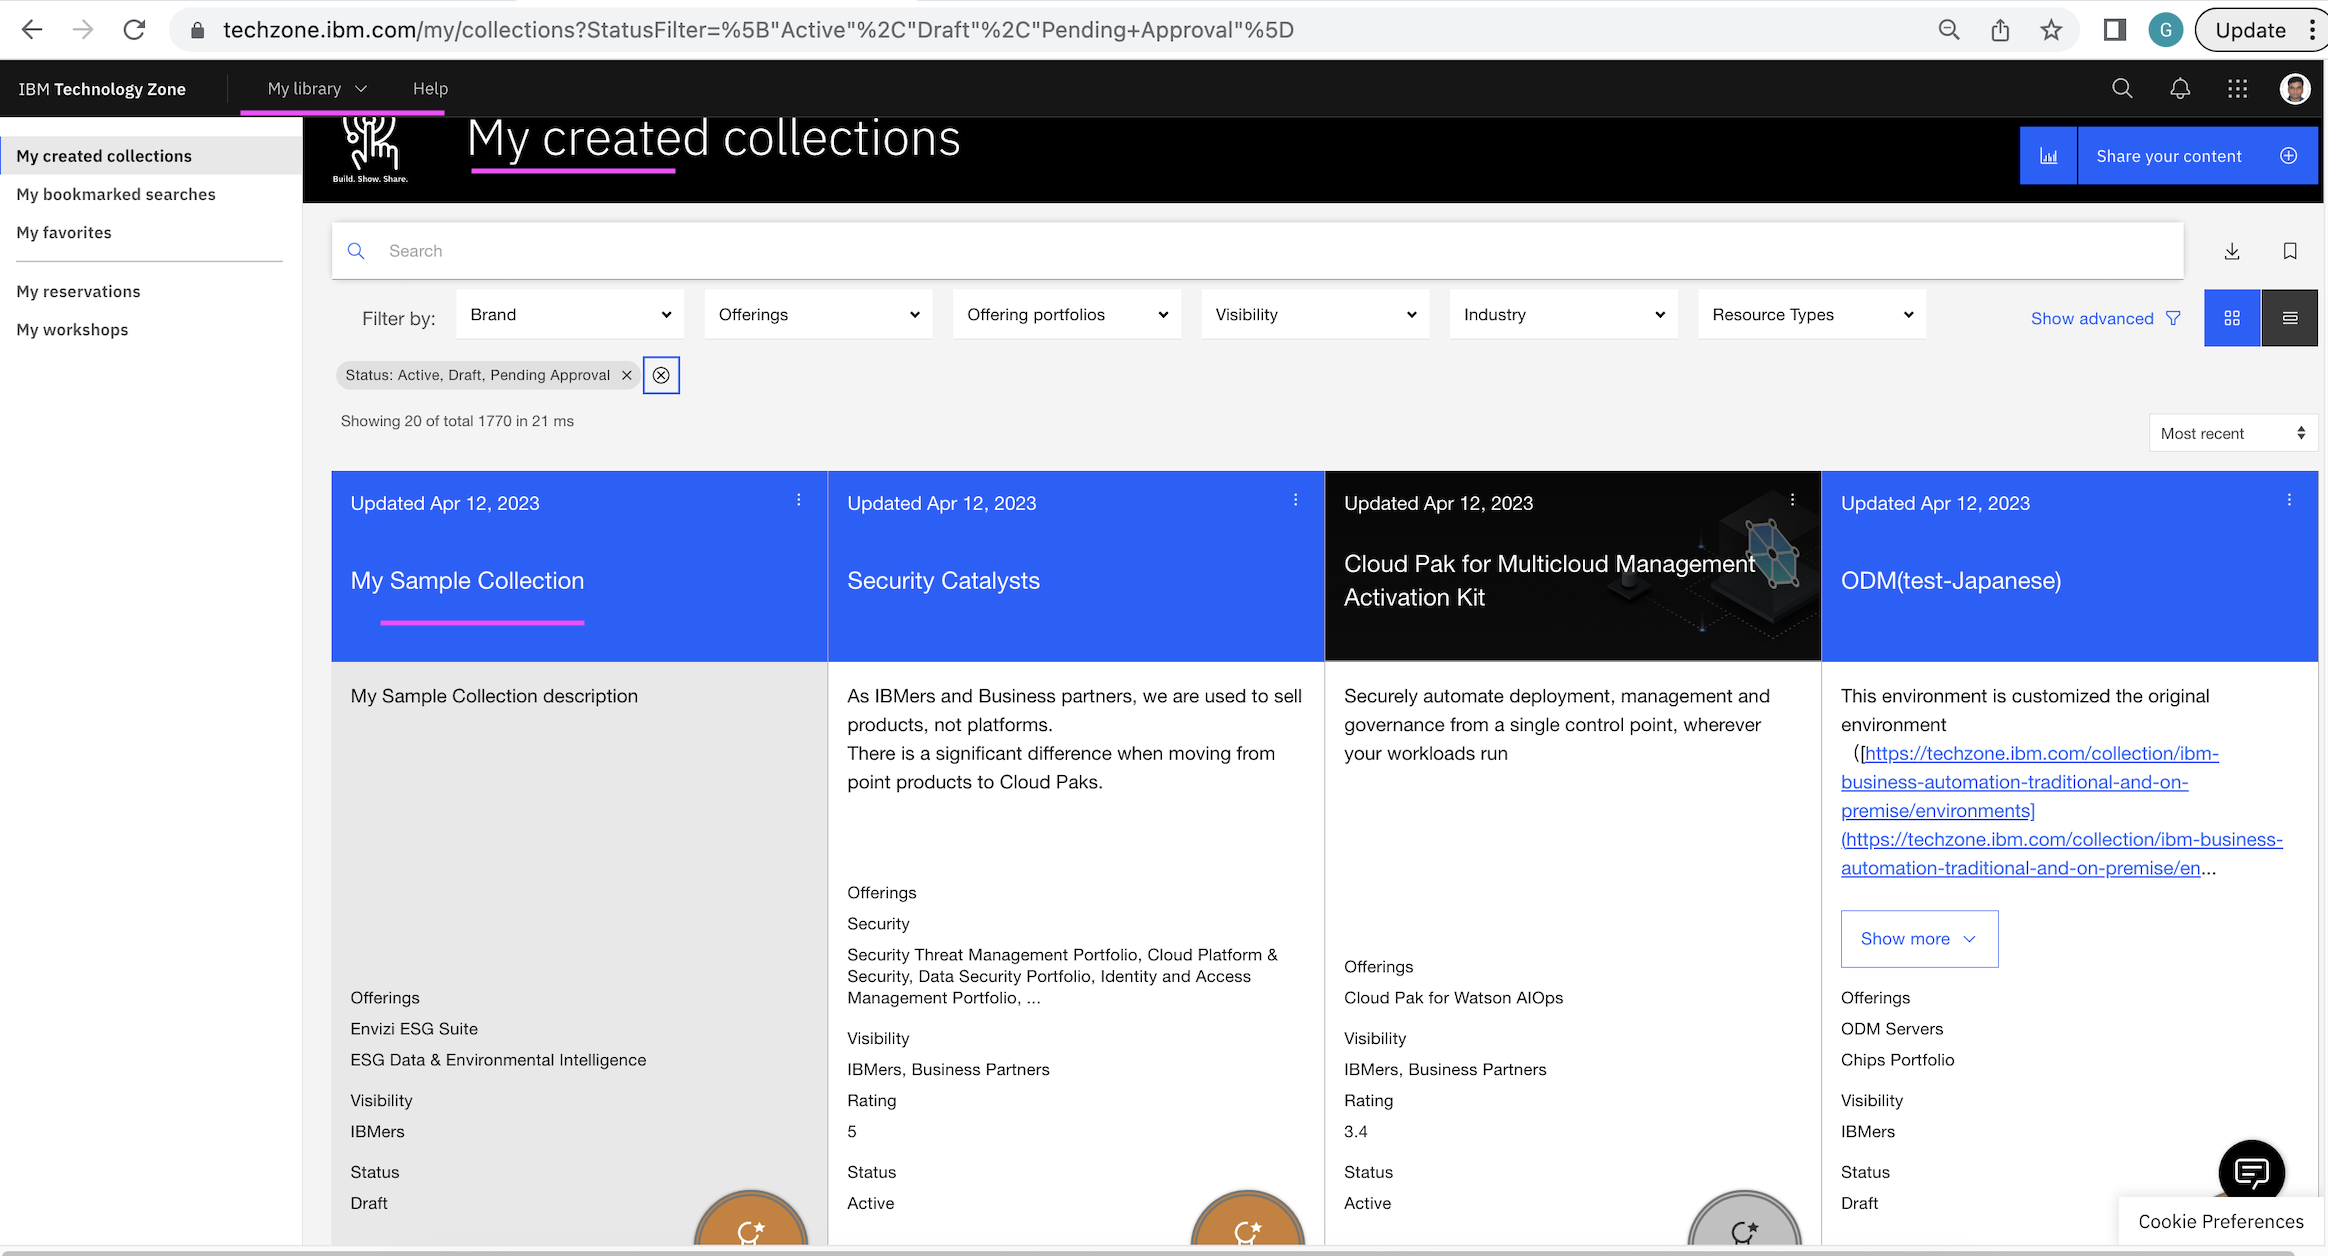 techzone.ibm.com/my/collections?StatusFilter=%5B"Active"%2C"Draft"%2C"Pending+Approval"%5D
G
Update
IBM Technology Zone
My library
Help
My created collections
My bookmarked searches
My favorites
My reservations
My workshops
Build. Show. Share.
My created collections
Share your content
Search
Filter by:
Brand
Offerings
Offering portfolios
Visibility
Industry
Resource Types
Show advanced
Status: Active, Draft, Pending Approval
Showing 20 of total 1770 in 21 ms
Most recent
Updated Apr 12, 2023
My Sample Collection
My Sample Collection description
Offerings
Envizi ESG Suite
ESG Data & Environmental Intelligence
Visibility
IBMers
Status
Draft
Updated Apr 12, 2023
Security Catalysts
As IBMers and Business partners, we are used to sell
products, not platforms.
There is a significant difference when moving from
point products to Cloud Paks.
Offerings
Security
Security Threat Management Portfolio, Cloud Platform &
Security, Data Security Portfolio, Identity and Access
Management Portfolio, ...
Visibility
IBMers, Business Partners
Rating
5
Status
Active
Updated Apr 12, 2023
Cloud Pak for Multicloud Management
Activation Kit
Securely automate deployment, management and
governance from a single control point, wherever
your workloads run
Offerings
Cloud Pak for Watson AIOps
Visibility
IBMers, Business Partners
Rating
3.4
Status
Active
Updated Apr 12, 2023
ODM(test-Japanese)
This environment is customized the original
environment
([https://techzone.ibm.com/collection/ibm-
business-automation-traditional-and-on-
premise/environments]
(https://techzone.ibm.com/collection/ibm-business-
automation-traditional-and-on-premise/en...
Show more
Offerings
ODM Servers
Chips Portfolio
Visibility
IBMers
Status
Draft
Cookie Preferences